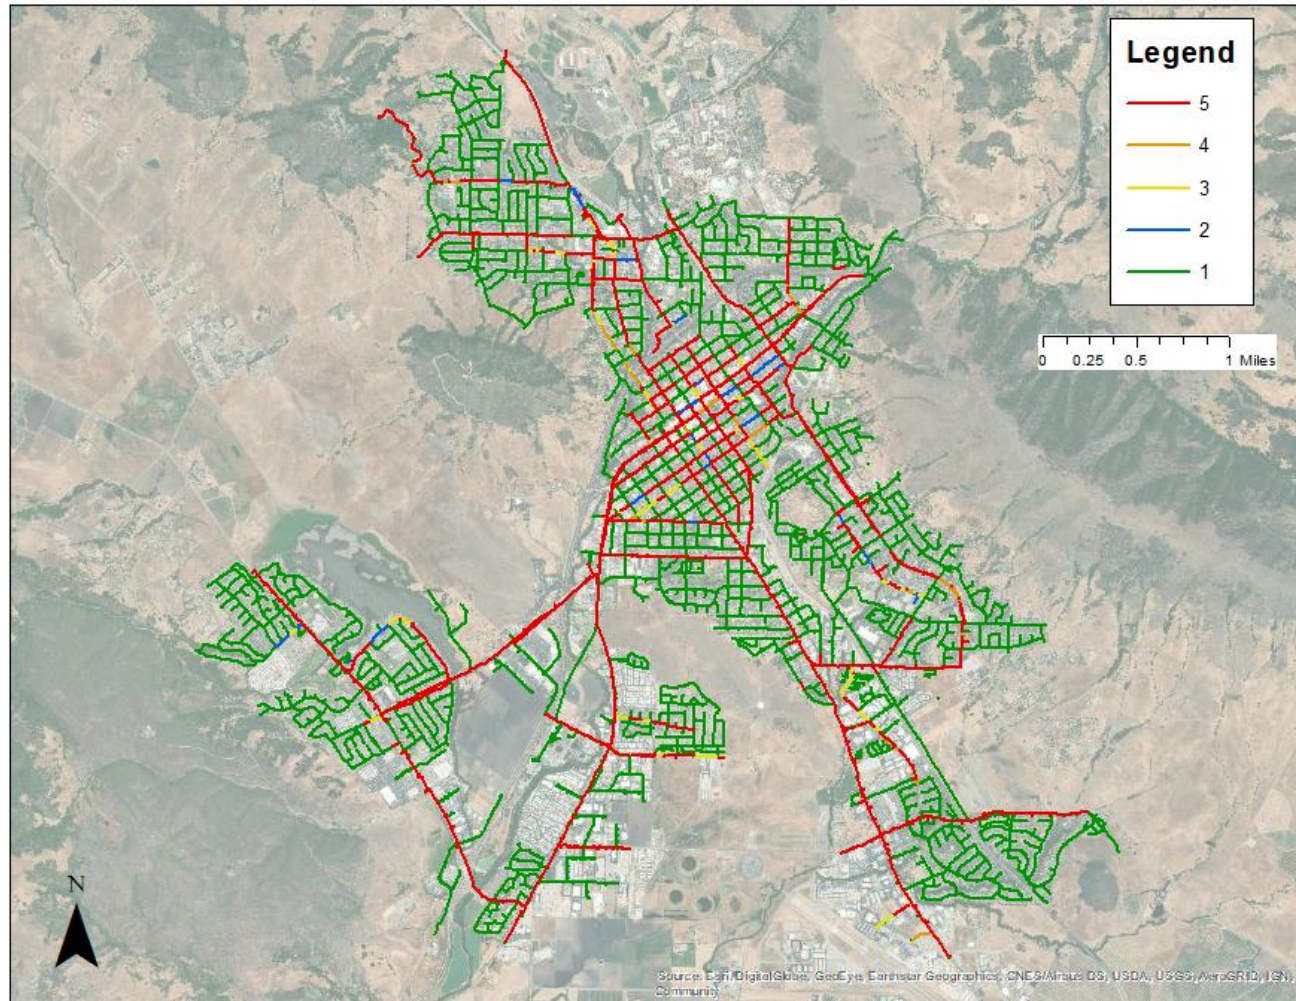 Legend
5
4
3
2
1
0 0.25 0.5 1 Miles
N
Source: Esri, DigitalGlobe, GeoEye, Earthstar Geographics, CNES/Airbus DS, USDA, USGS, AeroGRID, IGN,
Community